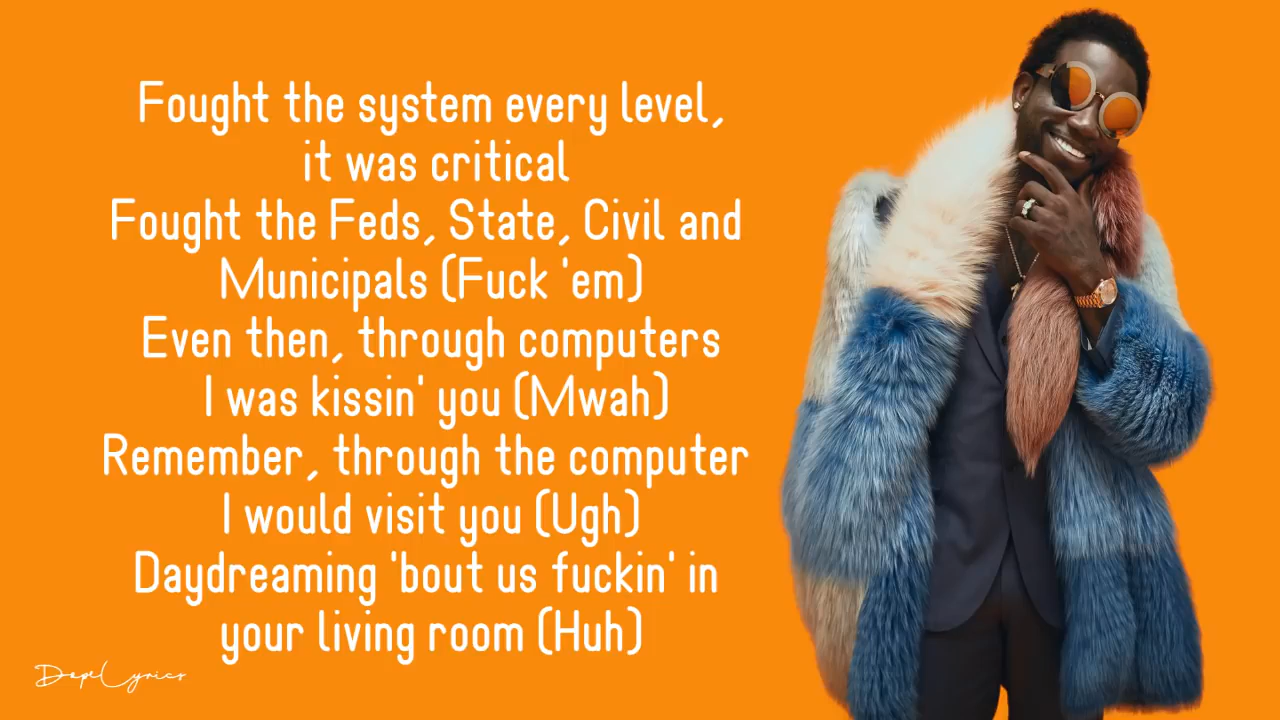 Fought the system every level,
it was critical
Fought the Feds, State, Civil and
Municipals (Fuck 'em)
Even then, through computers
I was kissin' you (Mwah)
Remember, through the computer
I would visit you (Ugh)
Daydreaming 'bout us fuckin' in
your living room (Huh)
DopeLyrics